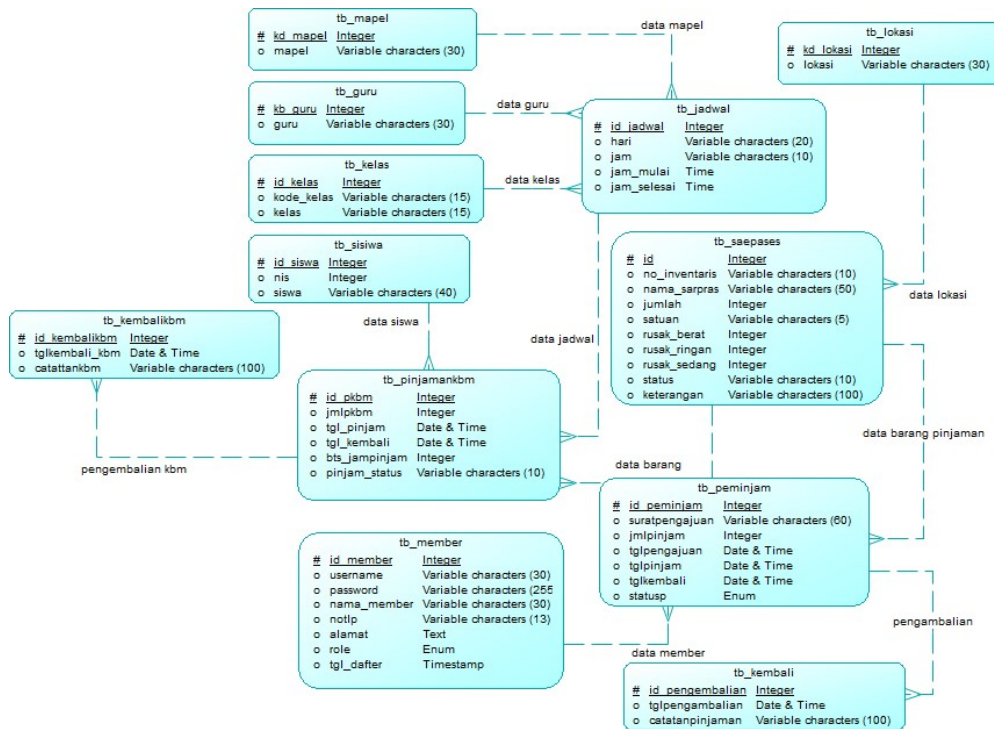 tb_mapel
# kd_mapel Integer
o mapel Variable characters (30)
data mapel
tb_lokasi
# kd_lokasi Integer
o lokasi Variable characters (30)
tb_guru
# kb_guru Integer
o guru Variable characters (30)
data guru
tb_jadwal
# id_jadwal Integer
o hari Variable characters (20)
o jam Variable characters (10)
o jam_mulai Time
o jam_selesai Time
tb_kelas
# id_kelas Integer
o kode_kelas Variable characters (15)
o kelas Variable characters (15)
data kelas
tb_sisiwa
# id_siswa Integer
o nis Integer
o siswa Variable characters (40)
data siswa
tb_saepases
# id Integer
o no_inventaris Variable characters (10)
o nama_sarpras Variable characters (50)
o jumlah Integer
o satuan Variable characters (5)
o rusak_berat Integer
o rusak_ringan Integer
o rusak_sedang Integer
o status Variable characters (10)
o keterangan Variable characters (100)
data lokasi
tb_kembalikbm
# id_kembalikbm Integer
o tglkembali_kbm Date & Time
o catattankbm Variable characters (100)
data jadwal
tb_pinjamankbm
# id_pkbm Integer
o jmlpkbm Integer
o tgl_pinjam Date & Time
o tgl_kembali Date & Time
o bts_jampinjam Integer
o pinjam_status Variable characters (10)
data barang pinjaman
pengembalian kbm
data barang
tb_peminjam
# id_peminjam Integer
o suratpengajuan Variable characters (60)
o jmlpinjam Integer
o tglpengajuan Date & Time
o tglpinjam Date & Time
o tglkembali Date & Time
o statusp Enum
tb_member
# id_member Integer
o username Variable characters (30)
o password Variable characters (255
o nama_member Variable characters (30)
o notlp Variable characters (13)
o alamat Text
o role Enum
o tgl_dafter Timestamp
pengambalian
data member
tb_kembali
# id_pengembalian Integer
o tglpengambalian Date & Time
o catatanpinjaman Variable characters (100)